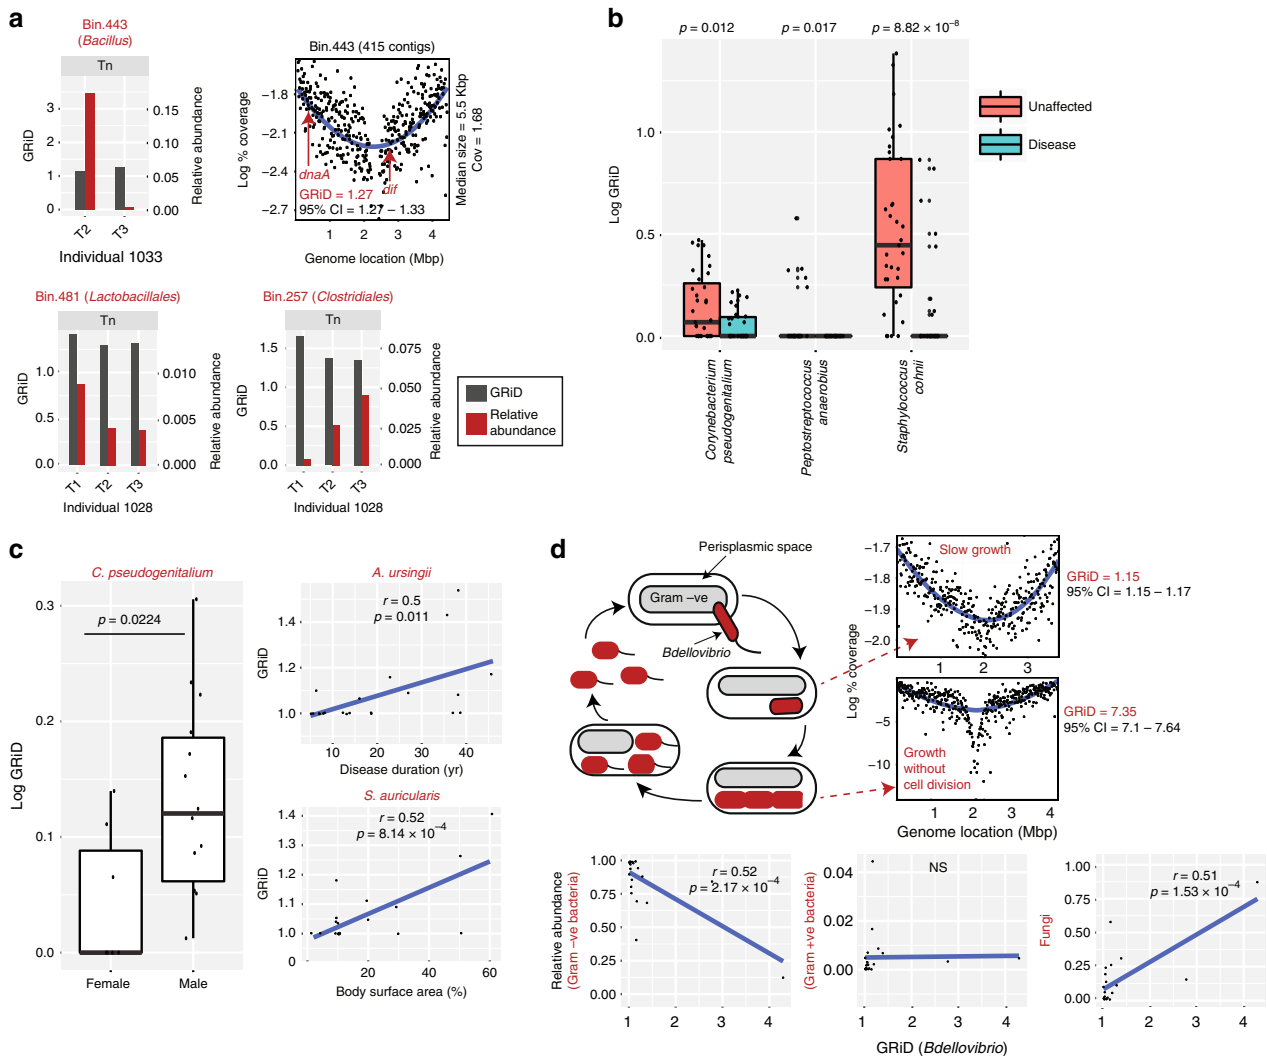 a
Bin.443
(Bacillus)
Tn
GRiD
3
2
1
0
Relative abundance
0.15
0.10
0.05
0.00
T2
T3
Individual 1033
Bin.443 (415 contigs)
Log % coverage
−1.8
−2.1
−2.4
−2.7
dnaA
dif
GRiD = 1.27
95% CI = 1.27 – 1.33
1
2
3
4
Genome location (Mbp)
Median size = 5.5 Kbp
Cov = 1.68
Bin.481 (Lactobacillales)
Tn
GRiD
1.0
0.5
0.0
Relative abundance
0.010
0.005
0.000
T1
T2
T3
Individual 1028
Bin.257 (Clostridiales)
Tn
GRiD
1.5
1.0
0.5
0.0
Relative abundance
0.075
0.050
0.025
0.000
T1
T2
T3
Individual 1028
GRiD
Relative
abundance
b
p = 0.012
p = 0.017
p = 8.82 × 10−8
Log GRiD
1.0
0.5
0.0
Corynebacterium
pseudogenitalium
Peptostreptococcus
anaerobius
Staphylococcus
cohnii
Unaffected
Disease
c
C. pseudogenitalium
p = 0.0224
Log GRiD
0.3
0.2
0.1
0.0
Female
Male
A. ursingii
r = 0.5
p = 0.011
GRiD
1.4
1.2
1.0
10
20
30
40
Disease duration (yr)
S. auricularis
r = 0.52
p = 8.14 × 10−4
GRiD
1.4
1.3
1.2
1.1
1.0
0
0
20
40
60
Body surface area (%)
d
Perisplasmic space
Gram –ve
Bdellovibrio
Log % coverage
−1.7
−1.8
−1.9
−2.0
Slow growth
1
2
3
GRiD = 1.15
95% CI = 1.15 – 1.17
−5
−10
Growth
without
cell division
1
2
3
4
Genome location (Mbp)
GRiD = 7.35
95% CI = 7.1 – 7.64
Relative abundance
(Gram –ve bacteria)
1.00
0.75
0.50
0.25
0.00
r = 0.52
p = 2.17 × 10−4
1
2
3
4
(Gram +ve bacteria)
0.04
0.02
0.00
NS
1
2
3
4
GRiD (Bdellovibrio)
Fungi
1.00
0.75
0.50
0.25
0.00
r = 0.51
p = 1.53 × 10−4
1
2
3
4